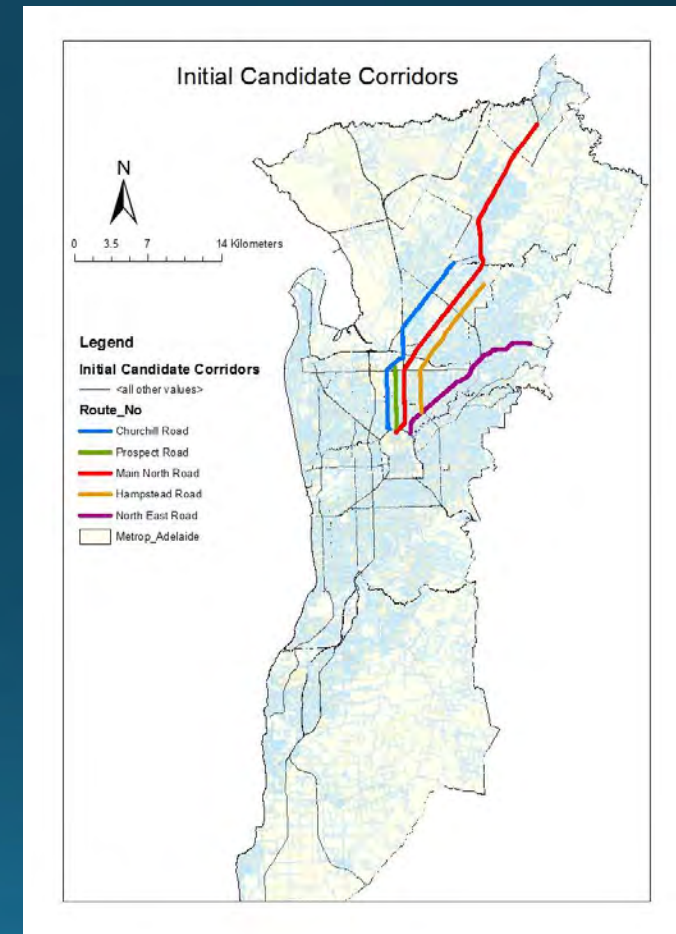 Initial Candidate Corridors
N
0 3.5 7 14 Kilometers
Legend
Initial Candidate Corridors
<all other values>
Route_No
Churchill Road
Prospect Road
Main North Road
Hampstead Road
North East Road
Metrop_Adelaide